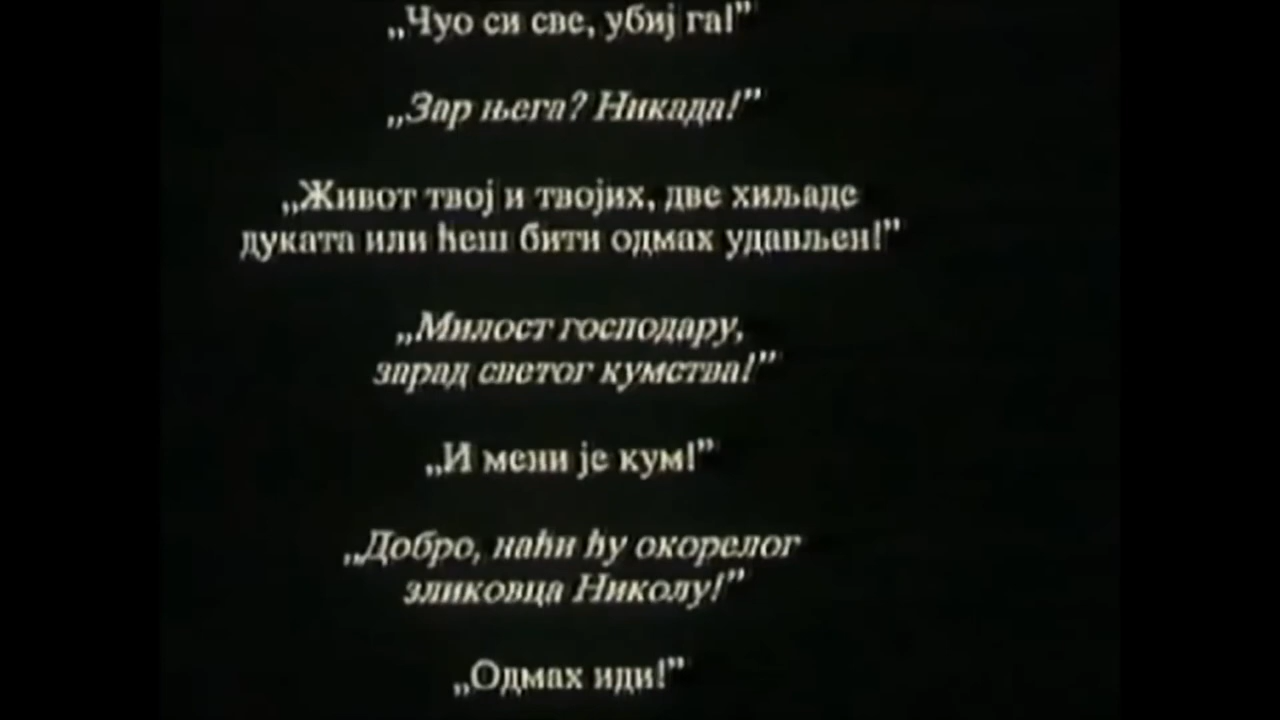 „Чуо си све, убиј га!”
„Зар њега? Никада!”
„Живот твој и твојих, две хиљаде
дуката или ћеш бити одмах удављен!”
„Милост господару,
зарад светог кумства!”
„И мени је кум!”
„Добро, наћи ћу окорелог
зликовца Николу!”
„Одмах иди!”